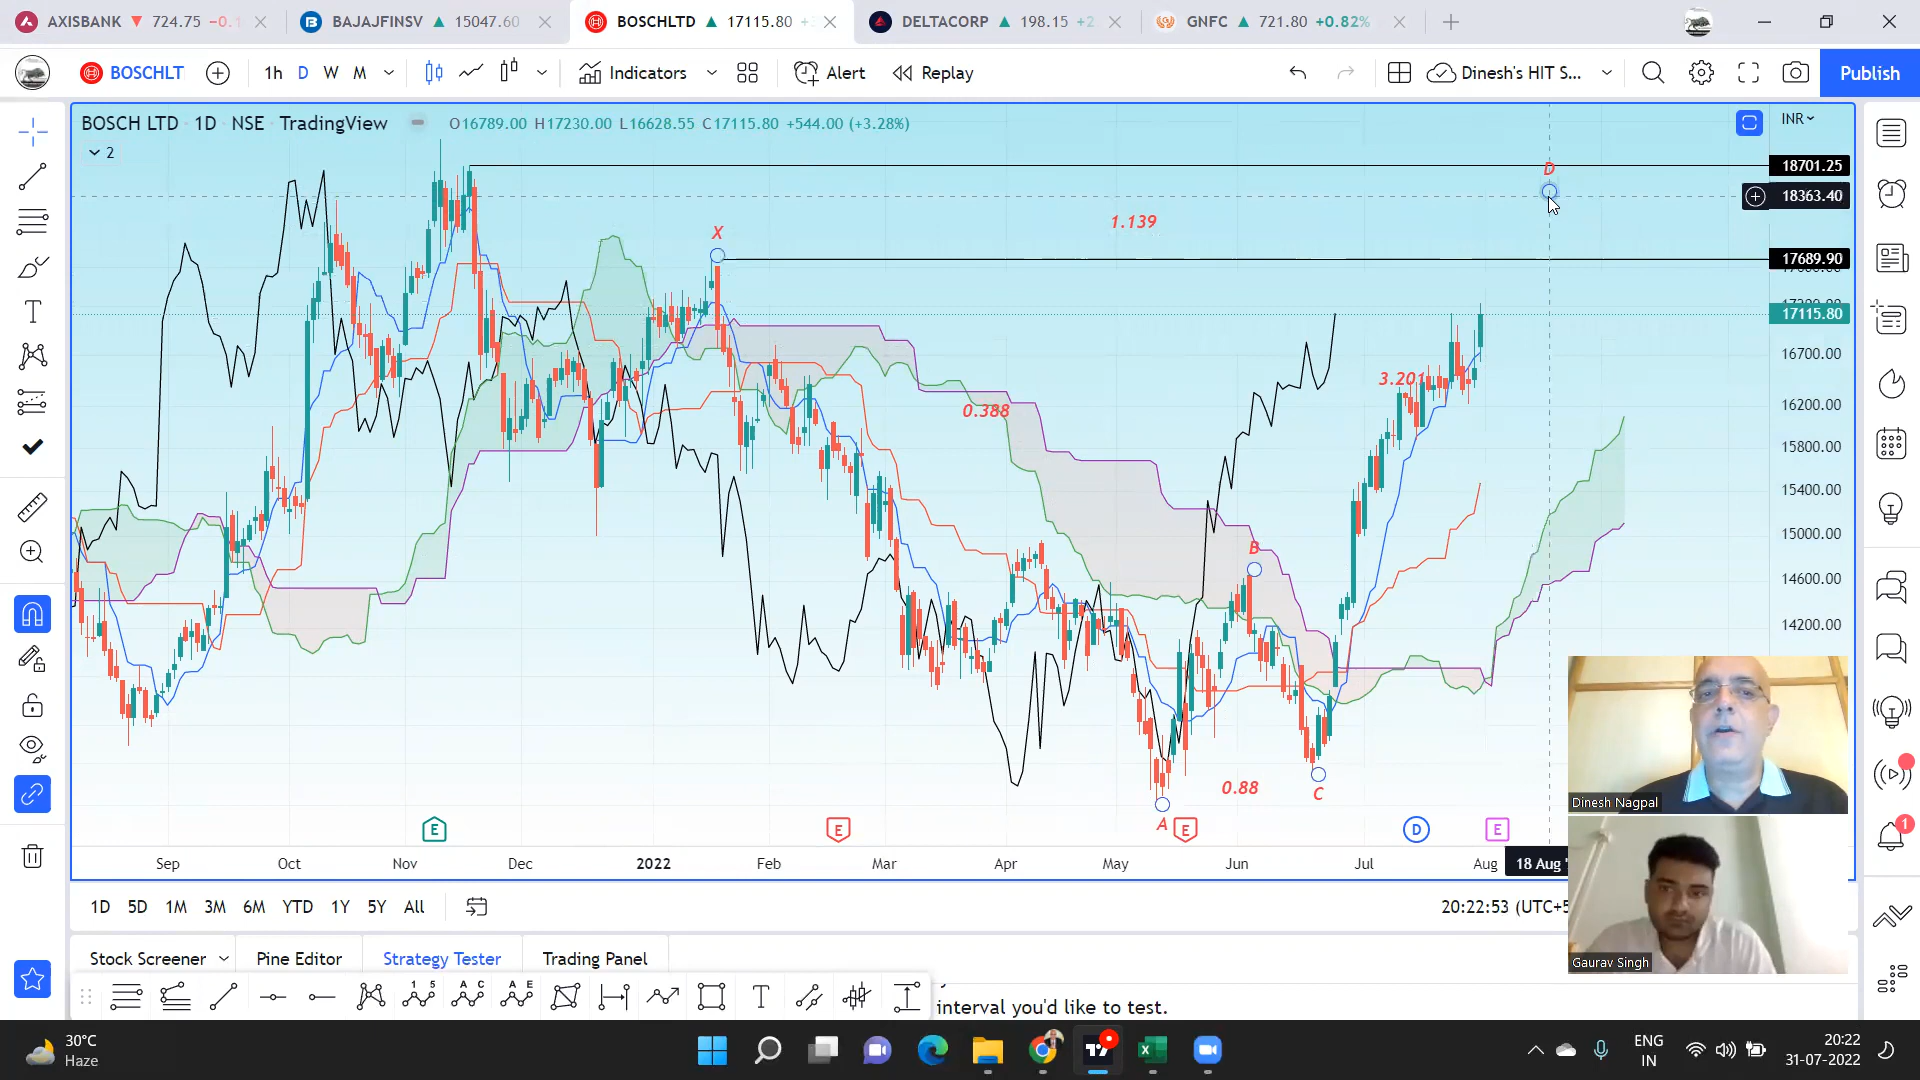 AXISBANK ▼ 724.75 −0.1
BAJAJFINSV ▲ 15047.60
BOSCHLTD ▲ 17115.80
DELTACORP ▲ 198.15 +2
GNFC ▲ 721.80 +0.82%
BOSCHLT
1h D W M
Indicators
Alert
Replay
Dinesh's HIT S...
Publish
BOSCH LTD · 1D · NSE · TradingView
O16789.00 H17230.00 L16628.55 C17115.80 +544.00 (+3.28%)
INR
2
18701.25
D
18363.40
1.139
X
17689.90
17115.80
16700.00
3.201
16200.00
0.388
15800.00
15400.00
15000.00
B
14600.00
14200.00
0.88
C
A
E
E
E
D
E
Dinesh Nagpal
Sep Oct Nov Dec 2022 Feb Mar Apr May Jun Jul Aug 18 Aug '
1D 5D 1M 3M 6M YTD 1Y 5Y All
20:22:53 (UTC+5
Gaurav Singh
Stock Screener Pine Editor Strategy Tester Trading Panel
interval you'd like to test.
30°C
Haze
ENG
IN
20:22
31-07-2022